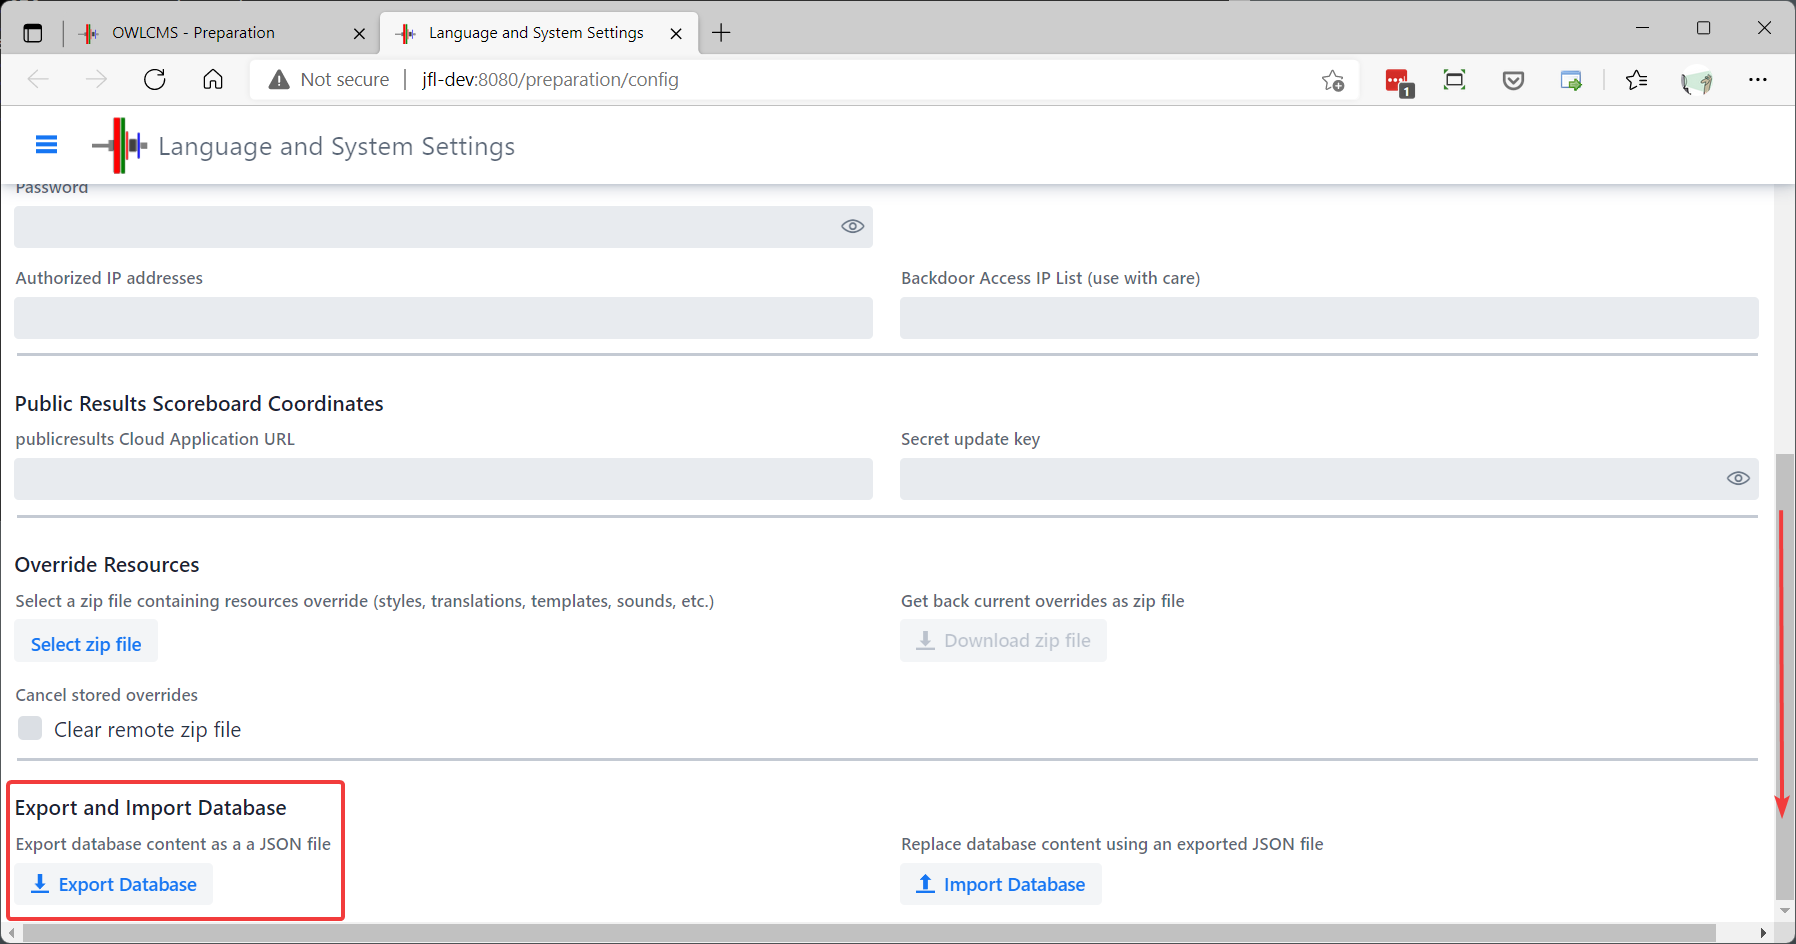 OWLCMS - Preparation
Language and System Settings
Not secure
jfl-dev:8080/preparation/config
1
Language and System Settings
Password
Authorized IP addresses
Backdoor Access IP List (use with care)
Public Results Scoreboard Coordinates
publicresults Cloud Application URL
Secret update key
Override Resources
Select a zip file containing resources override (styles, translations, templates, sounds, etc.)
Get back current overrides as zip file
Select zip file
Download zip file
Cancel stored overrides
Clear remote zip file
Export and Import Database
Export database content as a a JSON file
Replace database content using an exported JSON file
Export Database
Import Database